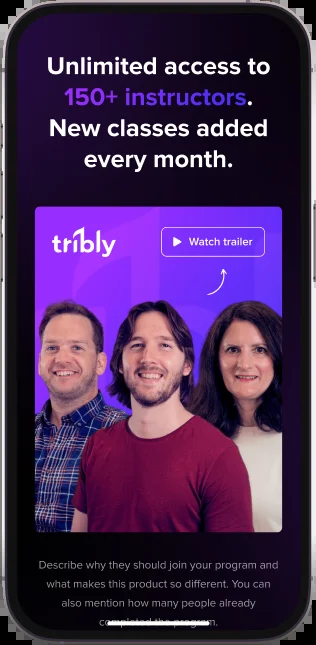 Unlimited access to
150+ instructors.
New classes added
every month.
tribly
Watch trailer
Describe why they should join your program and
what makes this product so different. You can
also mention how many people already
completed the program.